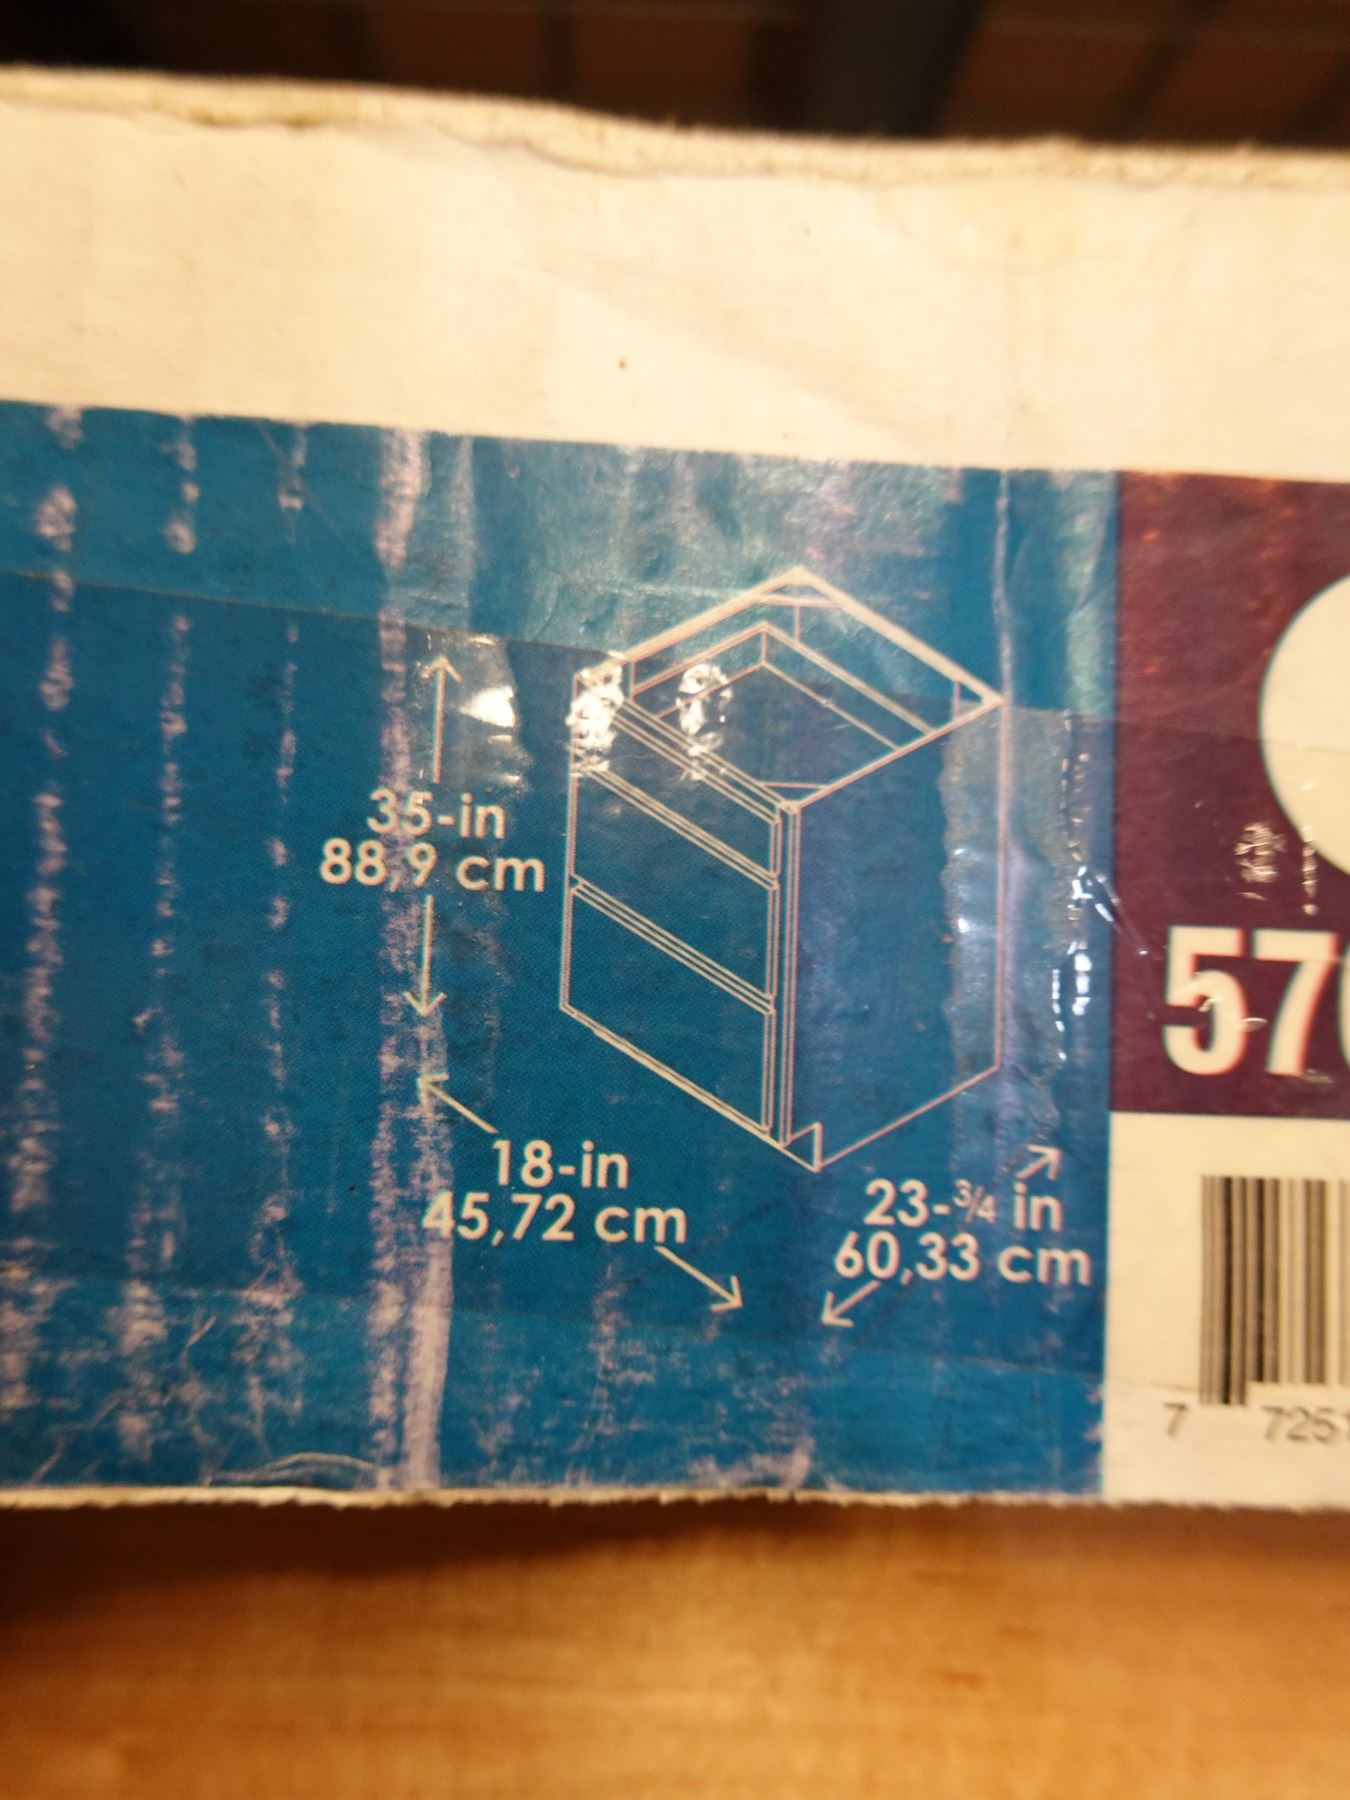 35-in
88,9 cm
18-in
45,72 cm
23-3/4 in
60,33 cm
57
7 725